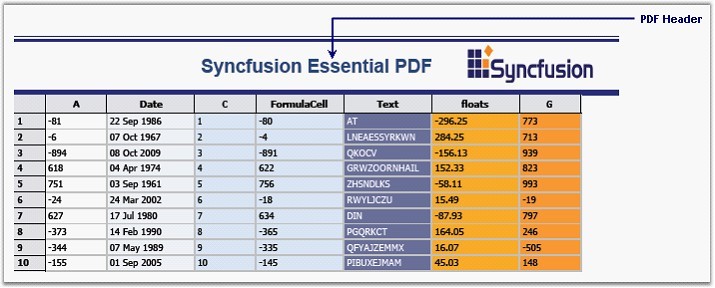 PDF Header
Syncfusion Essential PDF Syncfusion
A Date C FormulaCell Text floats G
1 -81 22 Sep 1986 1 -80 AT -296.25 773
2 -6 07 Oct 1967 2 -4 LNEAESSYRKWN 284.25 713
3 -894 08 Oct 2009 3 -891 QKOCV -156.13 939
4 618 04 Apr 1974 4 622 GRWZOORNHAIL 152.33 823
5 751 03 Sep 1961 5 756 ZHSNDLKS -58.11 993
6 -24 24 Mar 2002 6 -18 RWYLJCZU 15.49 -19
7 627 17 Jul 1980 7 634 DIN -87.93 797
8 -373 14 Feb 1990 8 -365 PGQRKCT 164.05 246
9 -344 07 May 1989 9 -335 QFYAJZEMMX 16.07 -505
10 -155 01 Sep 2005 10 -145 PIBUXEJMAM 45.03 148